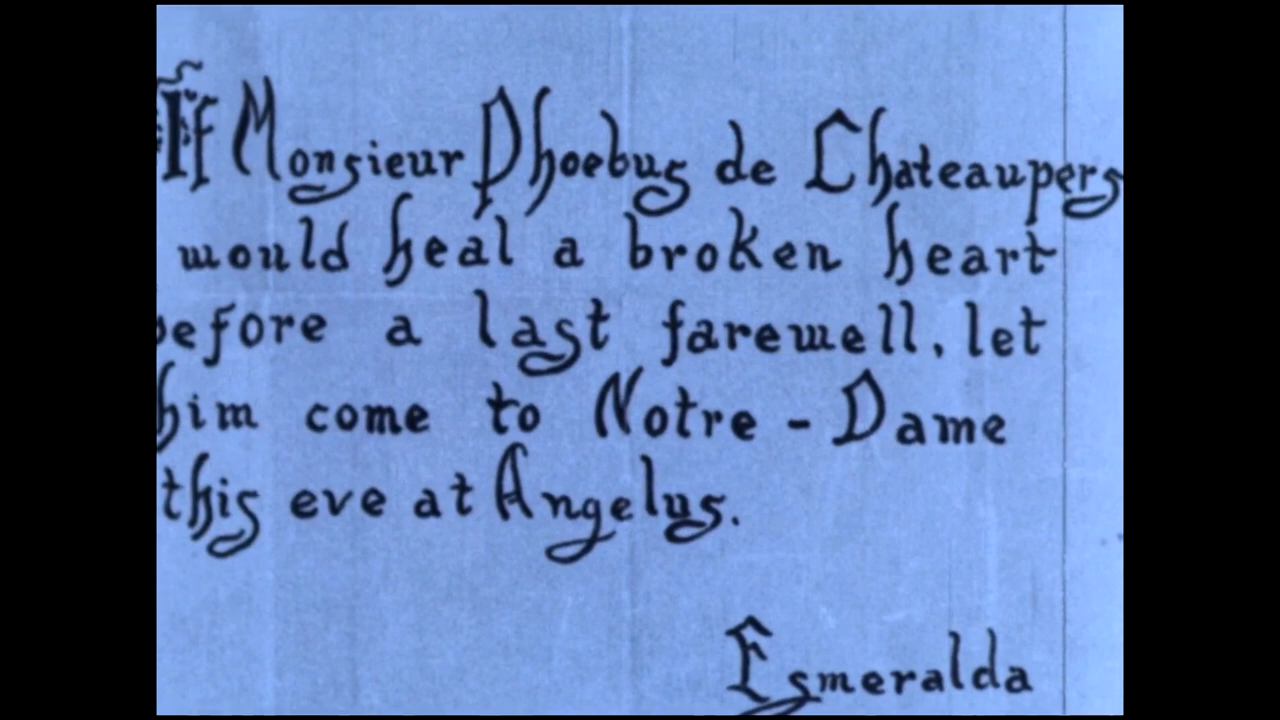 If Monsieur Phoebus de Chateaupers
would heal a broken heart
before a last farewell, let
him come to Notre-Dame
this eve at Angelus.
Esmeralda